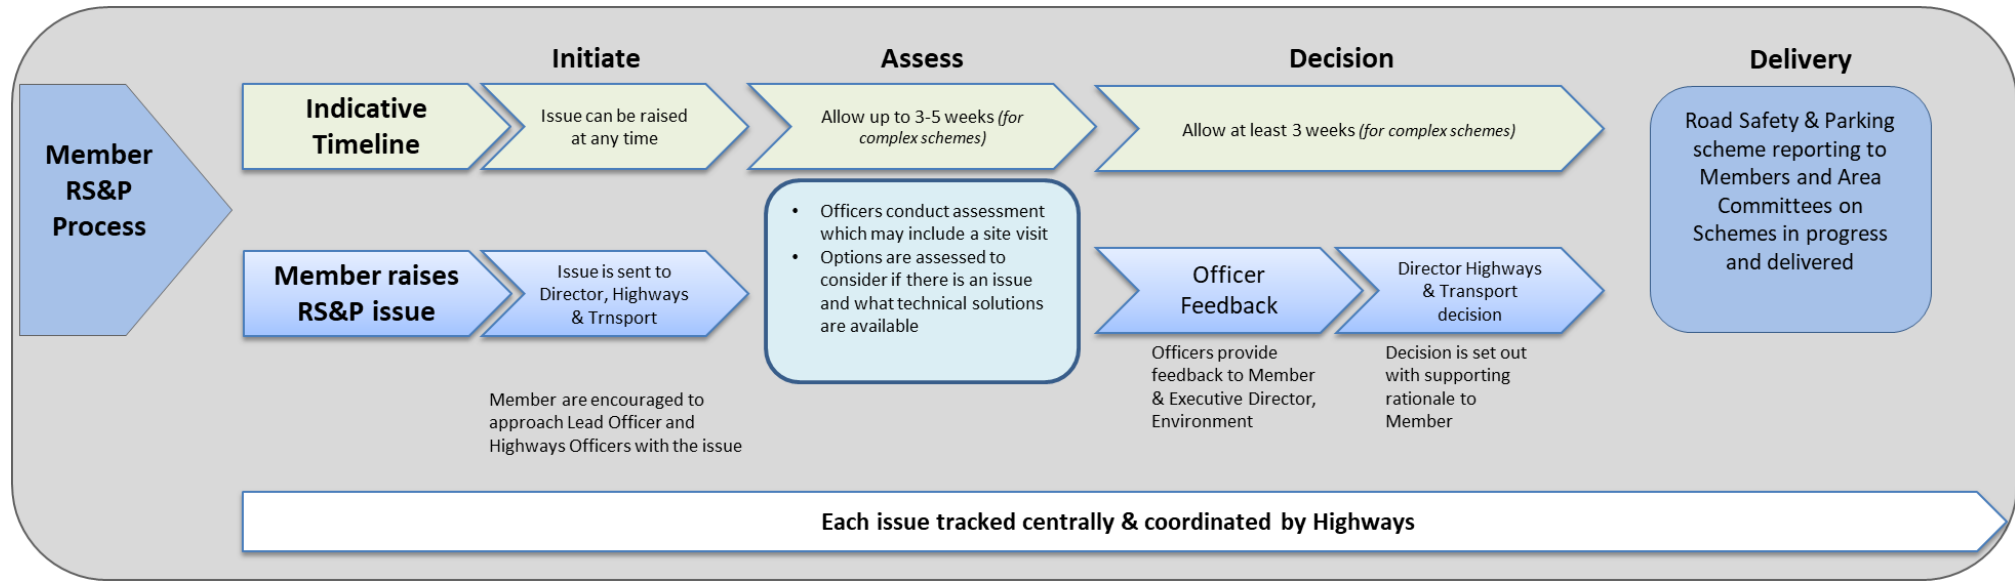 Member
RS&P
Process
Initiate
Assess
Decision
Delivery
Indicative
Timeline
Issue can be raised
at any time
Allow up to 3-5 weeks (for
complex schemes)
Allow at least 3 weeks (for complex schemes)
Member raises
RS&P issue
Issue is sent to
Director, Highways
& Trnsport
Member are encouraged to
approach Lead Officer and
Highways Officers with the issue
• Officers conduct assessment
which may include a site visit
• Options are assessed to
consider if there is an issue
and what technical solutions
are available
Officer
Feedback
Officers provide
feedback to Member
& Executive Director,
Environment
Director Highways
& Transport
decision
Decision is set out
with supporting
rationale to
Member
Road Safety & Parking
scheme reporting to
Members and Area
Committees on
Schemes in progress
and delivered
Each issue tracked centrally & coordinated by Highways